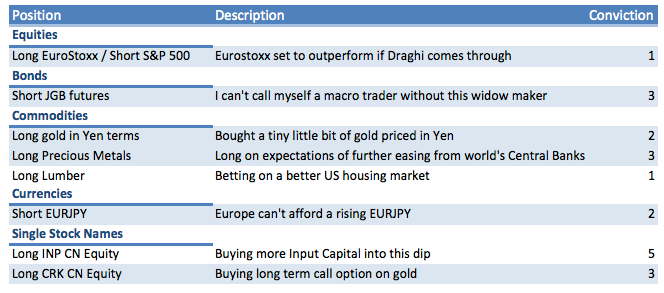 Position Description Conviction
Equities
Long EuroStoxx / Short S&P 500 Eurostoxx set to outperform if Draghi comes through 1
Bonds
Short JGB futures I can't call myself a macro trader without this widow maker 3
Commodities
Long gold in Yen terms Bought a tiny little bit of gold priced in Yen 2
Long Precious Metals Long on expectations of further easing from world's Central Banks 3
Long Lumber Betting on a better US housing market 1
Currencies
Short EURJPY Europe can't afford a rising EURJPY 2
Single Stock Names
Long INP CN Equity Buying more Input Capital into this dip 5
Long CRK CN Equity Buying long term call option on gold 3